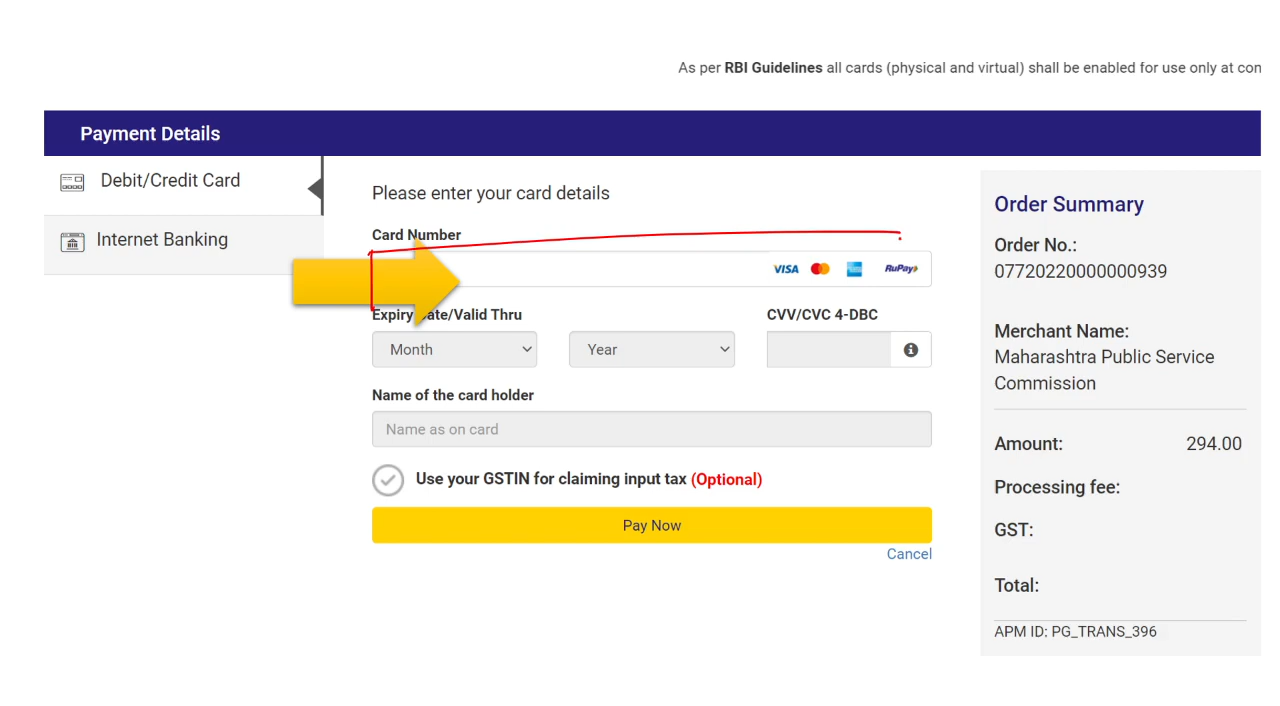 As per RBI Guidelines all cards (physical and virtual) shall be enabled for use only at con
Payment Details
Debit/Credit Card
Internet Banking
Please enter your card details
Card Number
VISA RuPay
Expiry Date/Valid Thru
CVV/CVC 4-DBC
Month
Year
Name of the card holder
Name as on card
Use your GSTIN for claiming input tax (Optional)
Pay Now
Cancel
Order Summary
Order No.:
07720220000000939
Merchant Name:
Maharashtra Public Service
Commission
Amount: 294.00
Processing fee:
GST:
Total:
APM ID: PG_TRANS_396